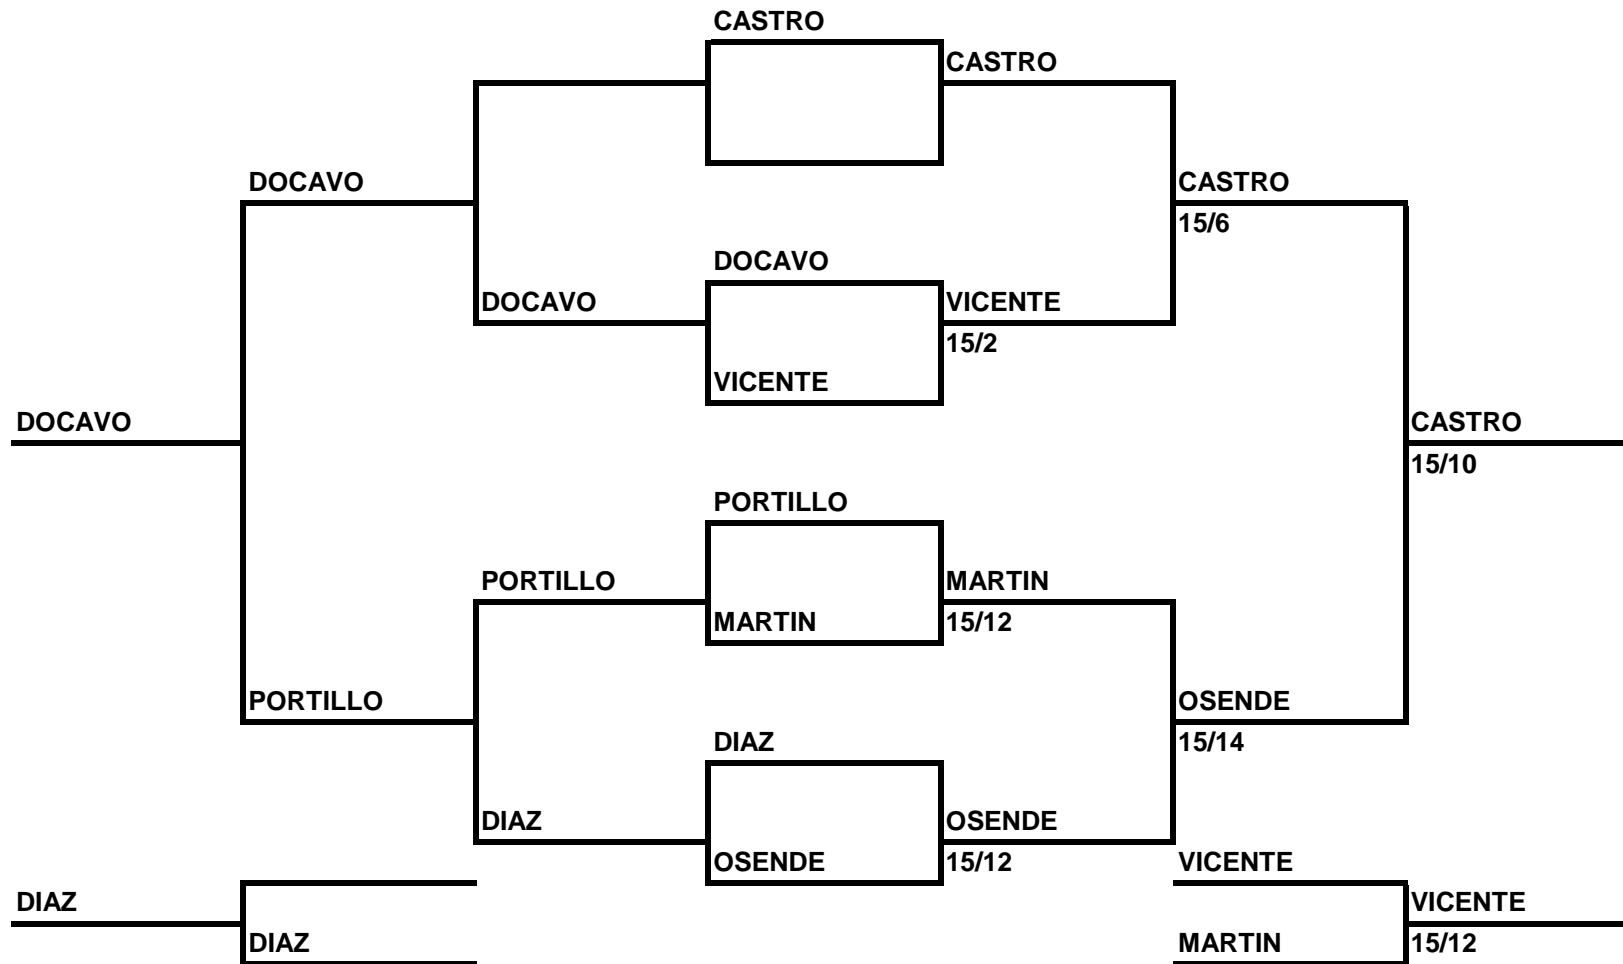 CASTRO
CASTRO
DOCAVO
CASTRO
15/6
DOCAVO
DOCAVO
VICENTE
15/2
VICENTE
DOCAVO
CASTRO
15/10
PORTILLO
PORTILLO
MARTIN
MARTIN
15/12
PORTILLO
OSENDE
15/14
DIAZ
DIAZ
OSENDE
OSENDE
15/12
VICENTE
DIAZ
VICENTE
DIAZ
MARTIN
15/12